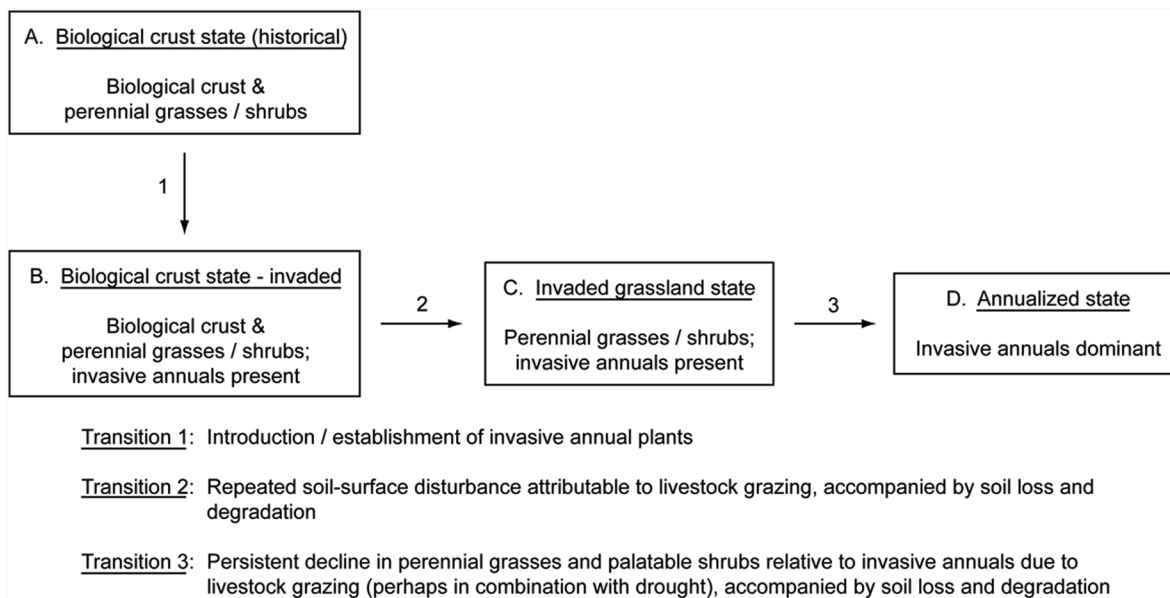 A. Biological crust state (historical)
Biological crust &
perennial grasses / shrubs
1
B. Biological crust state - invaded
Biological crust &
perennial grasses / shrubs;
invasive annuals present
2
C. Invaded grassland state
Perennial grasses / shrubs;
invasive annuals present
3
D. Annualized state
Invasive annuals dominant
Transition 1: Introduction / establishment of invasive annual plants
Transition 2: Repeated soil-surface disturbance attributable to livestock grazing, accompanied by soil loss and
degradation
Transition 3: Persistent decline in perennial grasses and palatable shrubs relative to invasive annuals due to
livestock grazing (perhaps in combination with drought), accompanied by soil loss and degradation